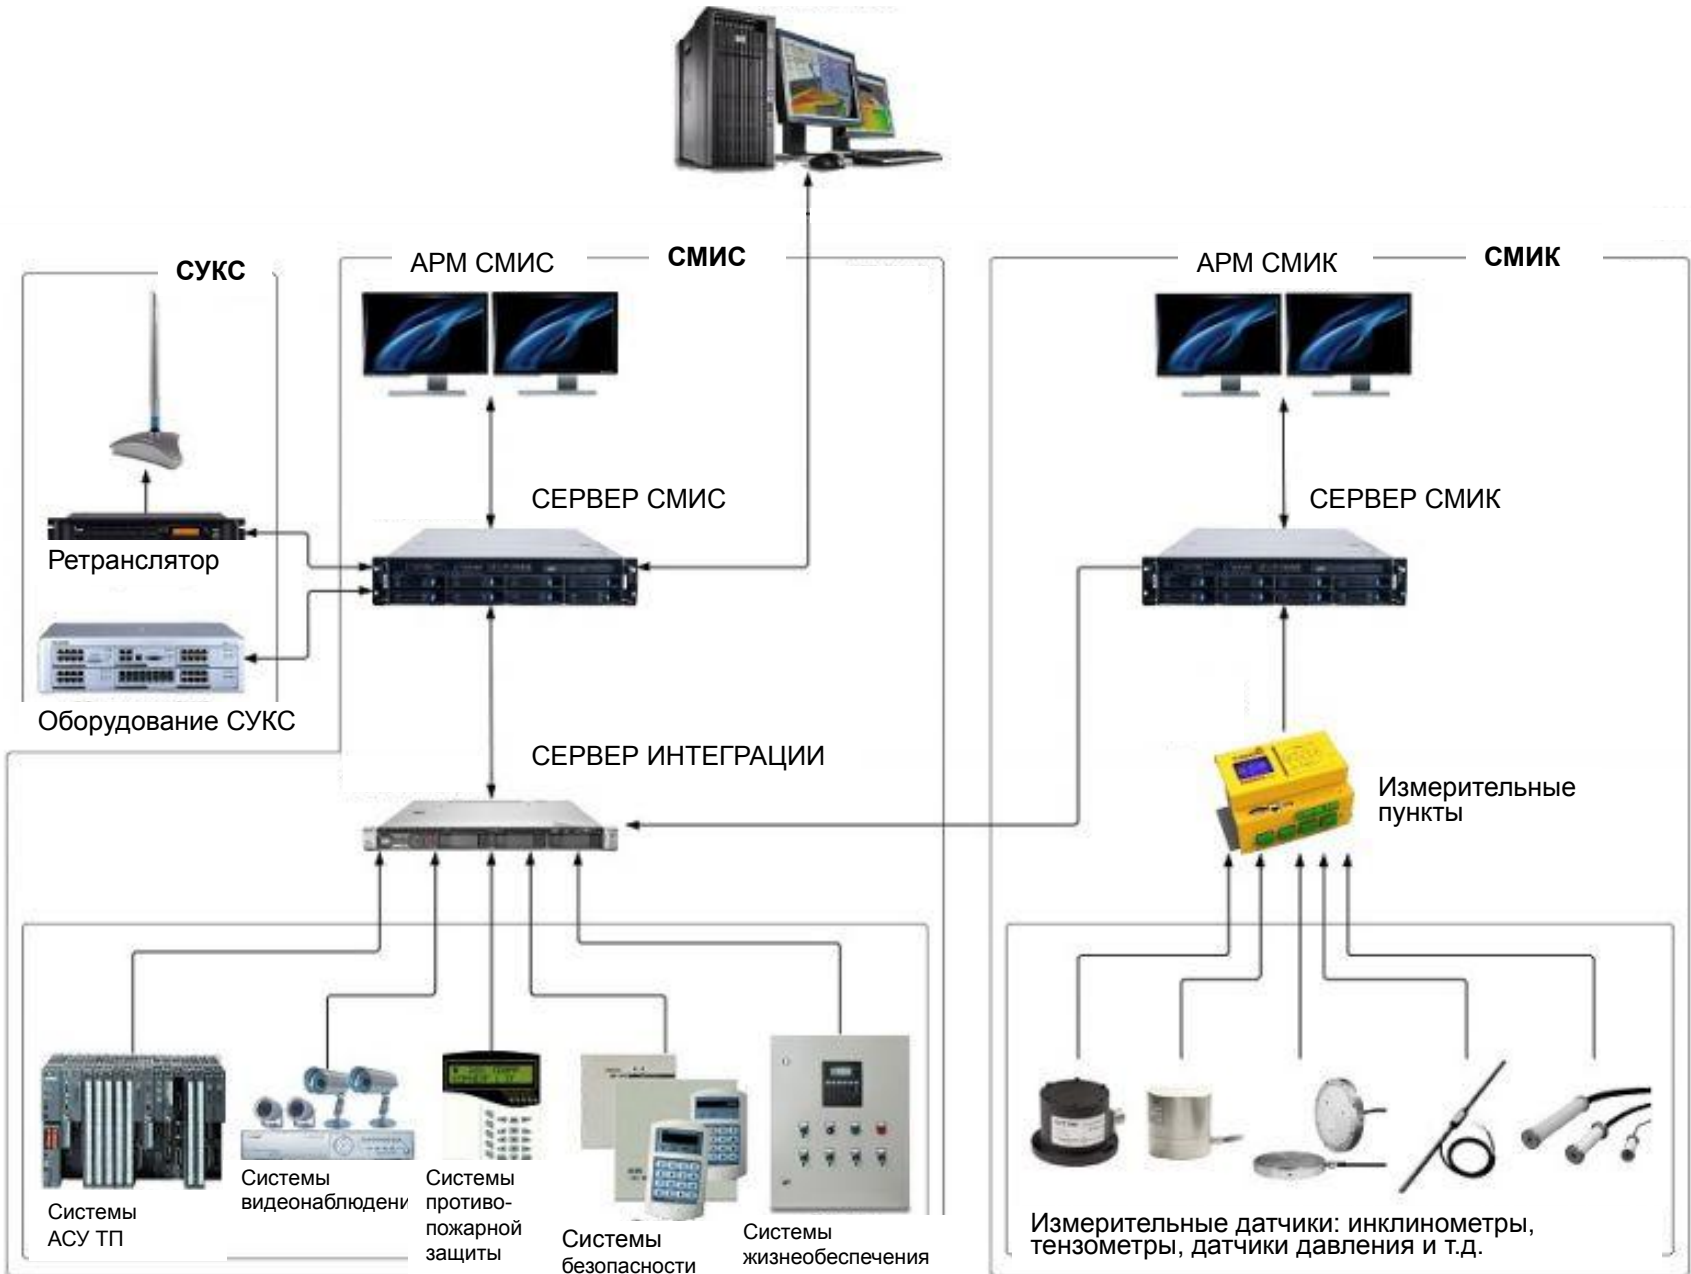 СУКС
АРМ СМИС
СМИС
АРМ СМИК
СМИК
СЕРВЕР СМИС
СЕРВЕР СМИК
Ретранслятор
Оборудование СУКС
СЕРВЕР ИНТЕГРАЦИИ
Измерительные
пункты
Системы
АСУ ТП
Системы
видеонаблюдени
Системы
противо-
пожарной
защиты
Системы
безопасности
Системы
жизнеобеспечения
Измерительные датчики: инклинометры,
тензометры, датчики давления и т.д.